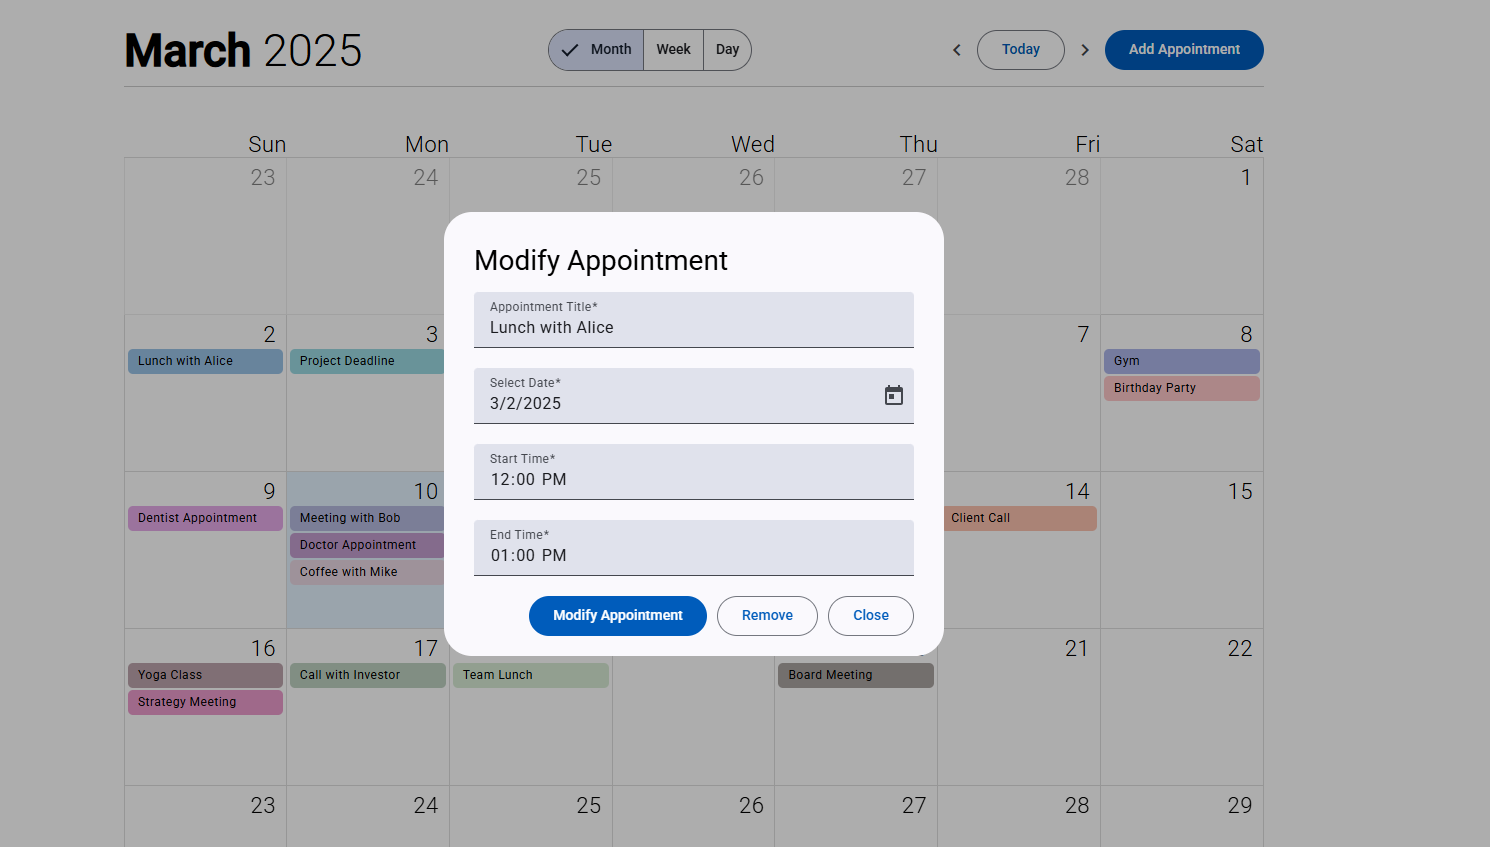 March 2025
Month Week Day
Today
Add Appointment
Sun Mon Tue Wed Thu Fri Sat
23 24 25 26 27 28 1
Modify Appointment
Appointment Title*
Lunch with Alice
Select Date*
3/2/2025
Start Time*
12:00 PM
End Time*
01:00 PM
Modify Appointment Remove Close
2 3 7 8
Lunch with Alice Project Deadline Gym
Birthday Party
9 10 14 15
Dentist Appointment Meeting with Bob Client Call
Doctor Appointment
Coffee with Mike
16 17 21 22
Yoga Class Call with Investor Team Lunch Board Meeting
Strategy Meeting
23 24 25 26 27 28 29